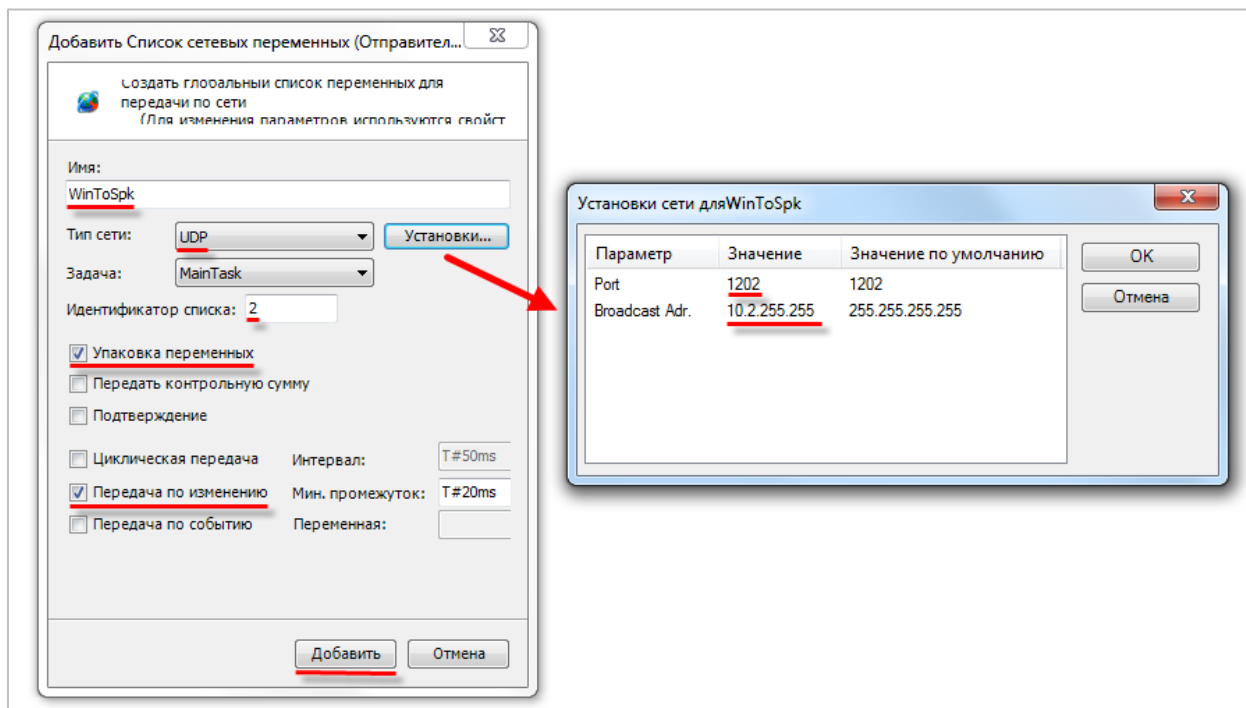 Добавить Список сетевых переменных (Отправител...
Создать глобальный список переменных для
передачи по сети
(Для изменения параметров используются свойст
Имя:
WinToSpk
Тип сети: UDP Установки...
Задача: MainTask
Идентификатор списка: 2
Упаковка переменных
Передать контрольную сумму
Подтверждение
Циклическая передача Интервал: T#50ms
Передача по изменению Мин. промежуток: T#20ms
Передача по событию Переменная:
Добавить Отмена
Установки сети дляWinToSpk
Параметр Значение Значение по умолчанию
Port 1202 1202
Broadcast Adr. 10.2.255.255 255.255.255.255
OK
Отмена